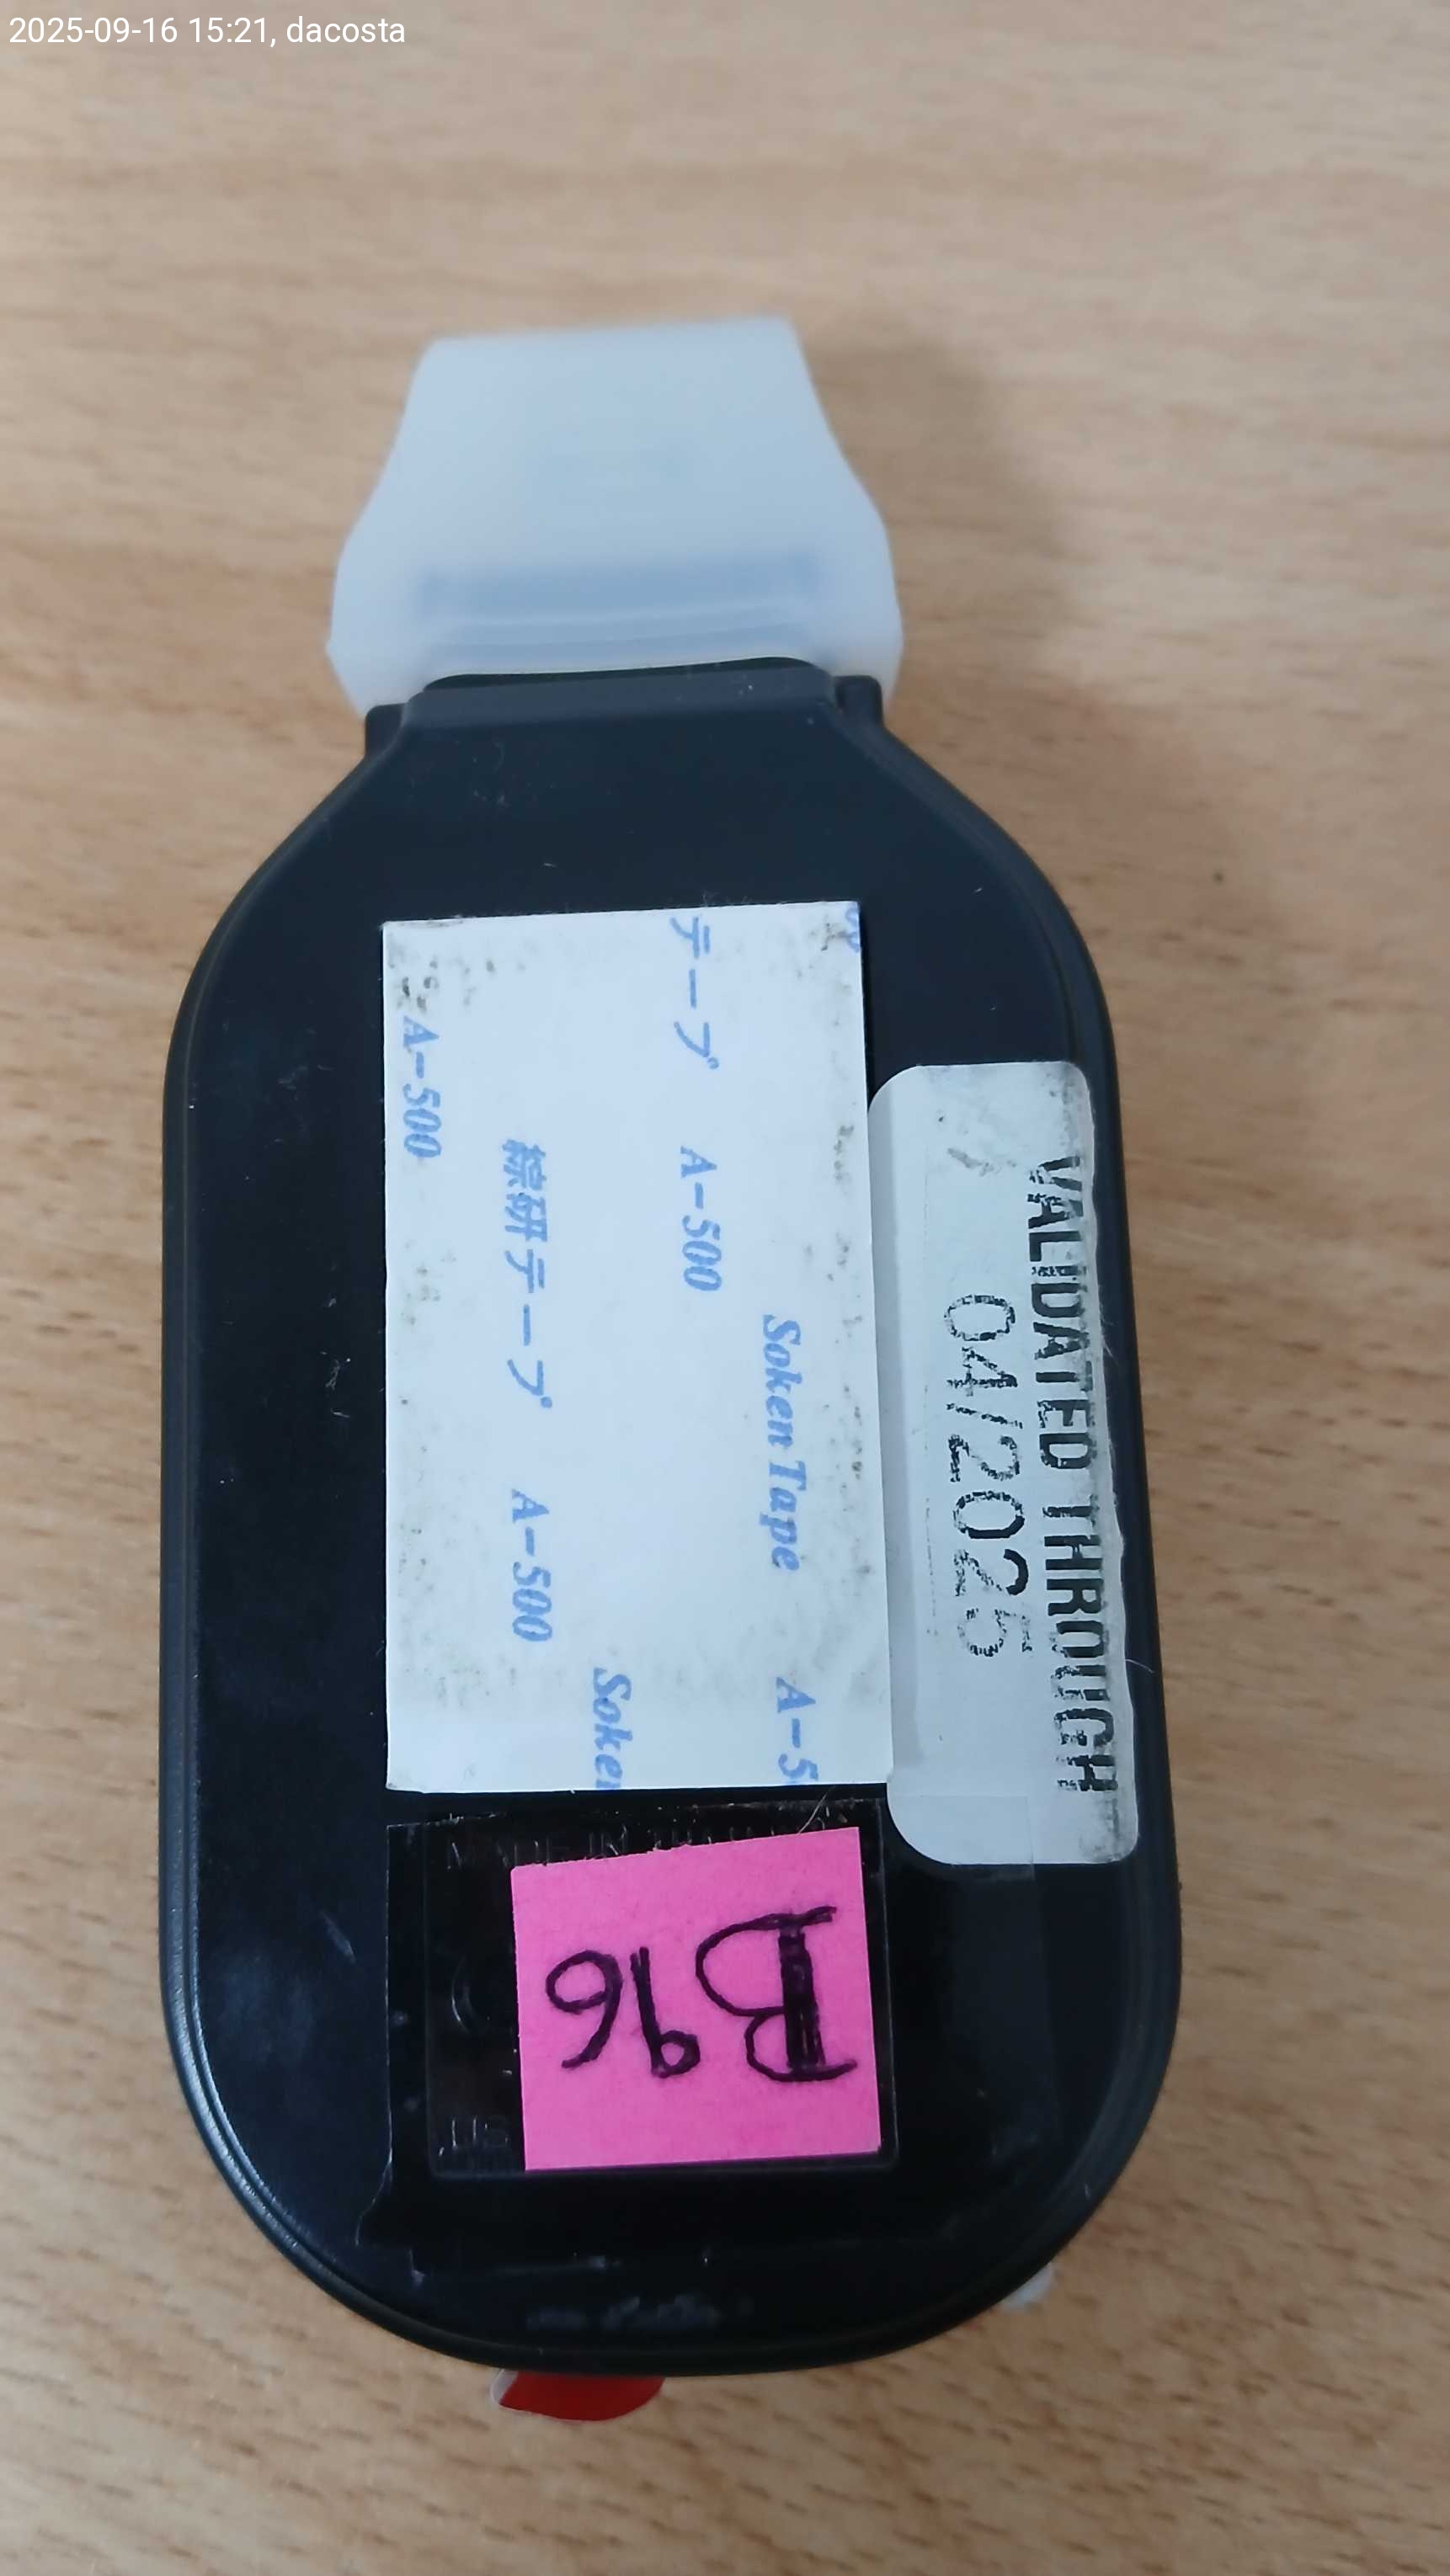 2025-09-16 15:21, dacosta
VALIDATED THROUGH
04/2025
Soken Tape A-5
テープ A-500
Soken
綜研テープ A-500
A-500
B96